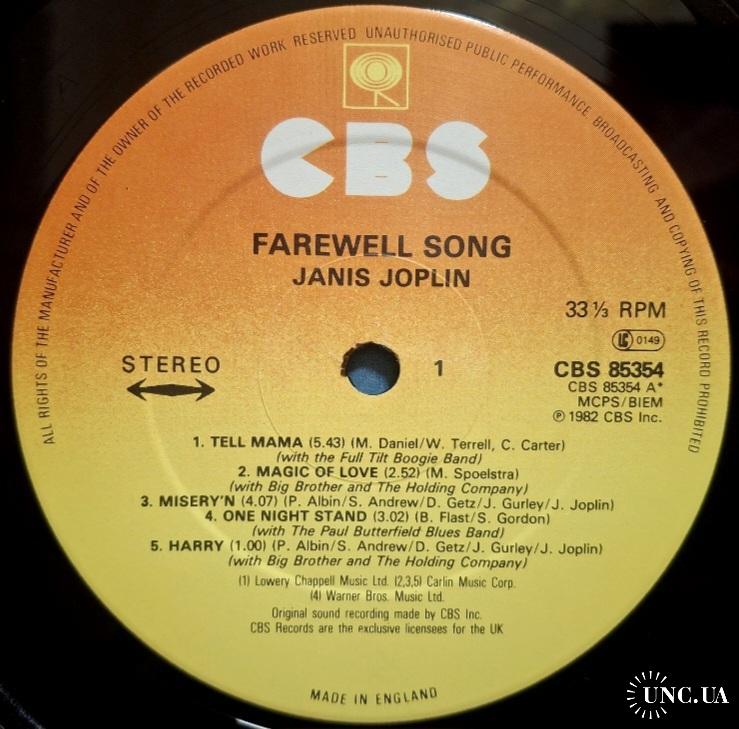 ALL RIGHTS OF THE MANUFACTURER AND OF THE OWNER OF THE RECORDED WORK RESERVED UNAUTHORISED PUBLIC PERFORMANCE BROADCASTING AND COPYING OF THIS RECORD PROHIBITED
CBS
FAREWELL SONG
JANIS JOPLIN
33 ⅓ RPM
LC 0149
STEREO
1
CBS 85354
CBS 85354 A*
MCPS/BIEM
℗ 1982 CBS Inc.
1. TELL MAMA (5.43) (M. Daniel/W. Terrell, C. Carter)
(with the Full Tilt Boogie Band)
2. MAGIC OF LOVE (2.52) (M. Spoelstra)
(with Big Brother and The Holding Company)
3. MISERY'N (4.07) (P. Albin/S. Andrew/D. Getz/J. Gurley/J. Joplin)
4. ONE NIGHT STAND (3.02) (B. Flast/S. Gordon)
(with The Paul Butterfield Blues Band)
5. HARRY (1.00) (P. Albin/S. Andrew/D. Getz/J. Gurley/J. Joplin)
(with Big Brother and The Holding Company)
(1) Lowery Chappell Music Ltd. (2,3,5) Carlin Music Corp.
(4) Warner Bros. Music Ltd.
Original sound recording made by CBS Inc.
CBS Records are the exclusive licensees for the UK
MADE IN ENGLAND
UNC.UA